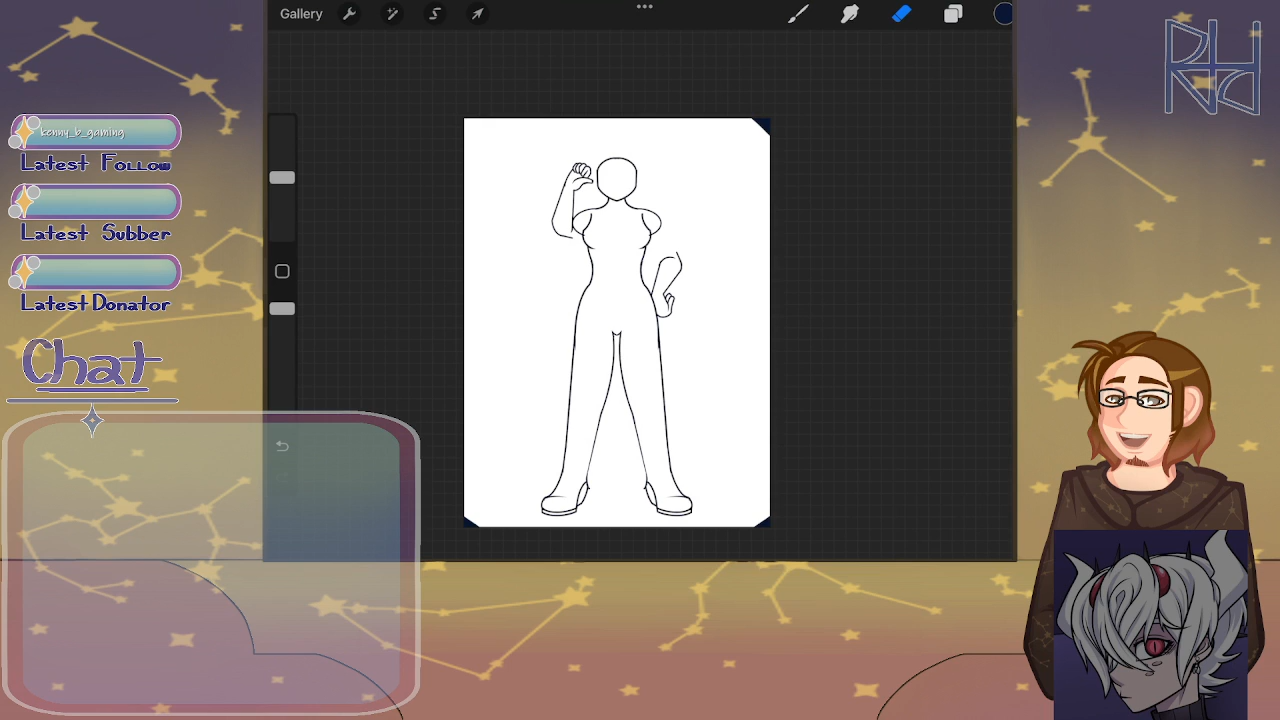 Gallery
kenny_b_gaming
Latest Follow
Latest Subber
Latest Donator
Chat